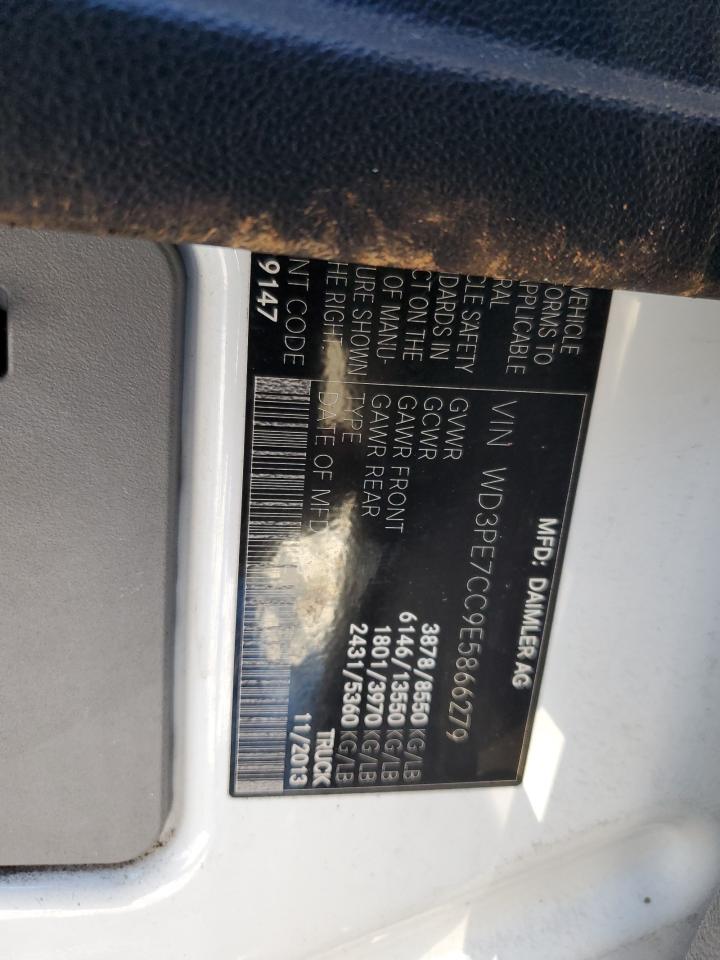 VEHICLE
ORMS TO
APPLICABLE
RAL
CLE SAFETY
DARDS IN
CT ON THE
OF MANU-
URE SHOWN
HE RIGHT.
NT CODE
9147
MFD: DAIMLER AG
VIN WD3PE7CC9E5866279
GVWR 3878/8550 KG/LB
GCWR 6146/13550 KG/LB
GAWR FRONT 1801/3970 KG/LB
GAWR REAR 2431/5360 KG/LB
TYPE TRUCK
DATE OF MFD 11/2013